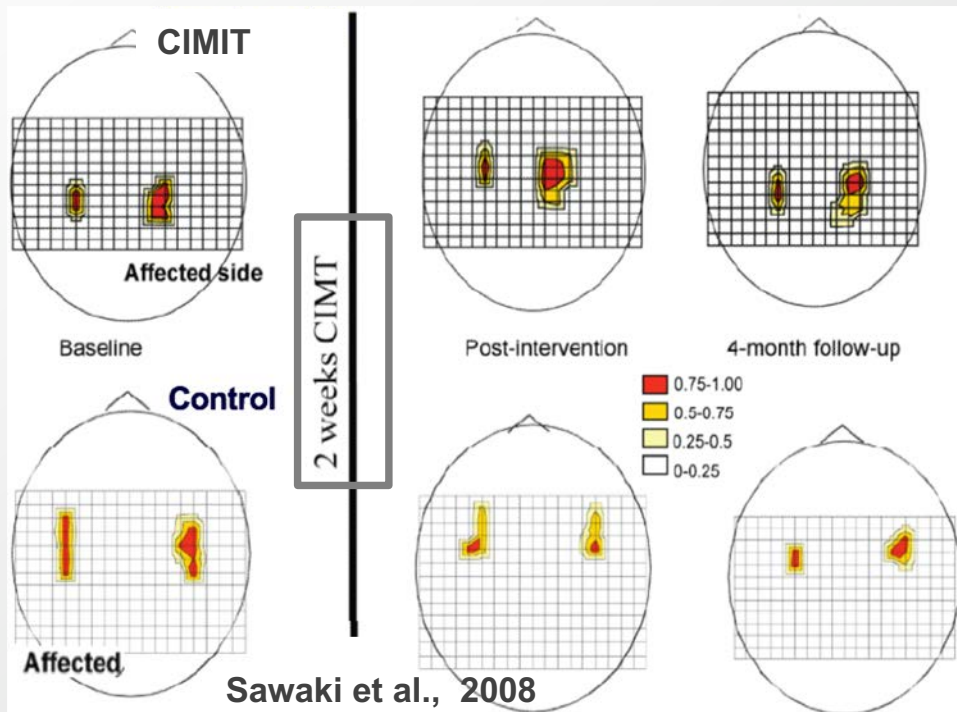 CIMIT
Affected side
Baseline
2 weeks CIMT
Post-intervention
4-month follow-up
Control
0.75-1.00
0.5-0.75
0.25-0.5
0-0.25
Affected,
Sawaki et al., 2008